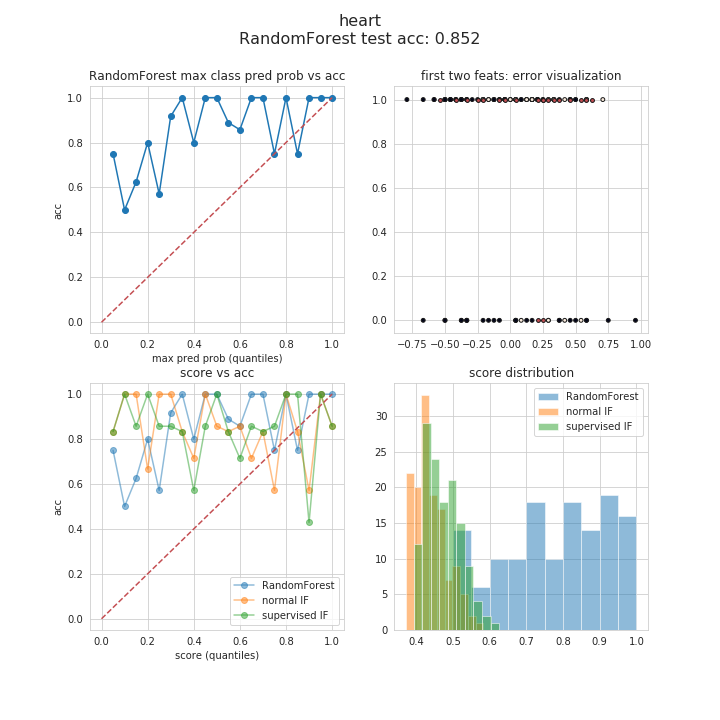 heart
RandomForest test acc: 0.852
RandomForest max class pred prob vs acc
1.0
0.8
0.6
0.4
0.2
0.0
acc
0.0 0.2 0.4 0.6 0.8 1.0
max pred prob (quantiles)
first two feats: error visualization
1.0
0.8
0.6
0.4
0.2
0.0
−0.75 −0.50 −0.25 0.00 0.25 0.50 0.75 1.00
score vs acc
1.0
0.8
0.6
0.4
0.2
0.0
acc
RandomForest
normal IF
supervised IF
0.0 0.2 0.4 0.6 0.8 1.0
score (quantiles)
score distribution
30
25
20
15
10
5
0
RandomForest
normal IF
supervised IF
0.4 0.5 0.6 0.7 0.8 0.9 1.0